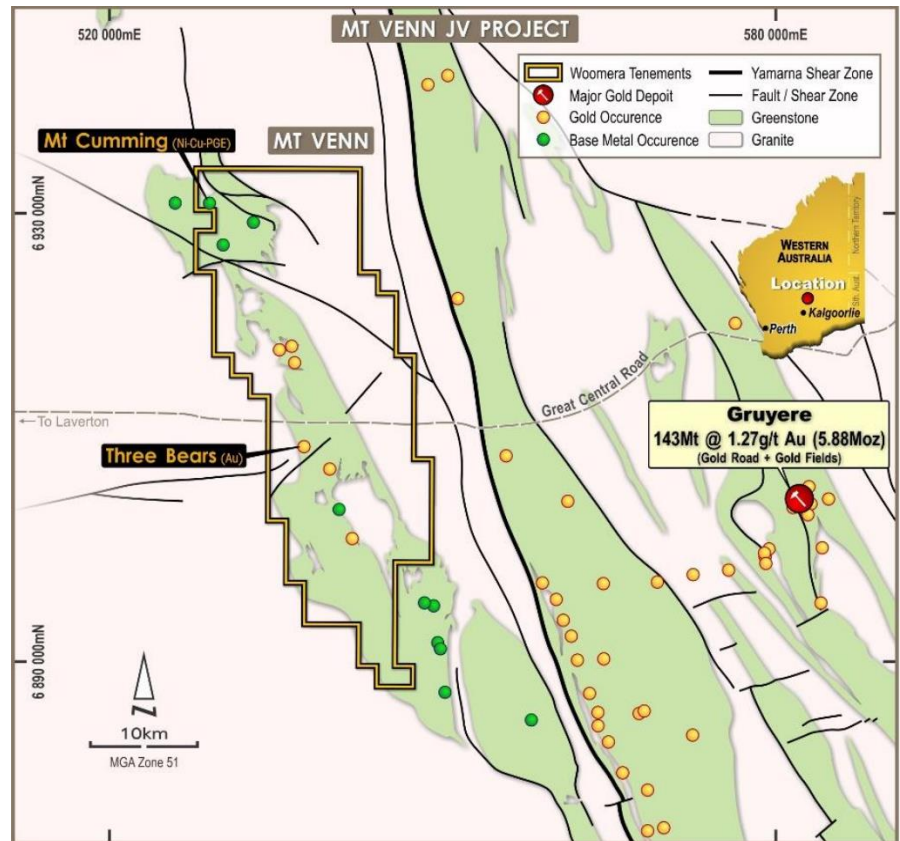 520 000mE
MT VENN JV PROJECT
580 000mE
Woomera Tenements
Major Gold Depoit
Gold Occurence
Base Metal Occurence
Yamarna Shear Zone
Fault / Shear Zone
Greenstone
Granite
Mt Cumming (Ni-Cu-PGE)
MT VENN
6 930 000mN
WESTERN
AUSTRALIA
Location
Kalgoorlie
Perth
Northern Territory
Sth. Aust.
Great Central Road
To Laverton
Gruyere
143Mt @ 1.27g/t Au (5.88Moz)
(Gold Road + Gold Fields)
Three Bears (Au)
6 890 000mN
N
10km
MGA Zone 51